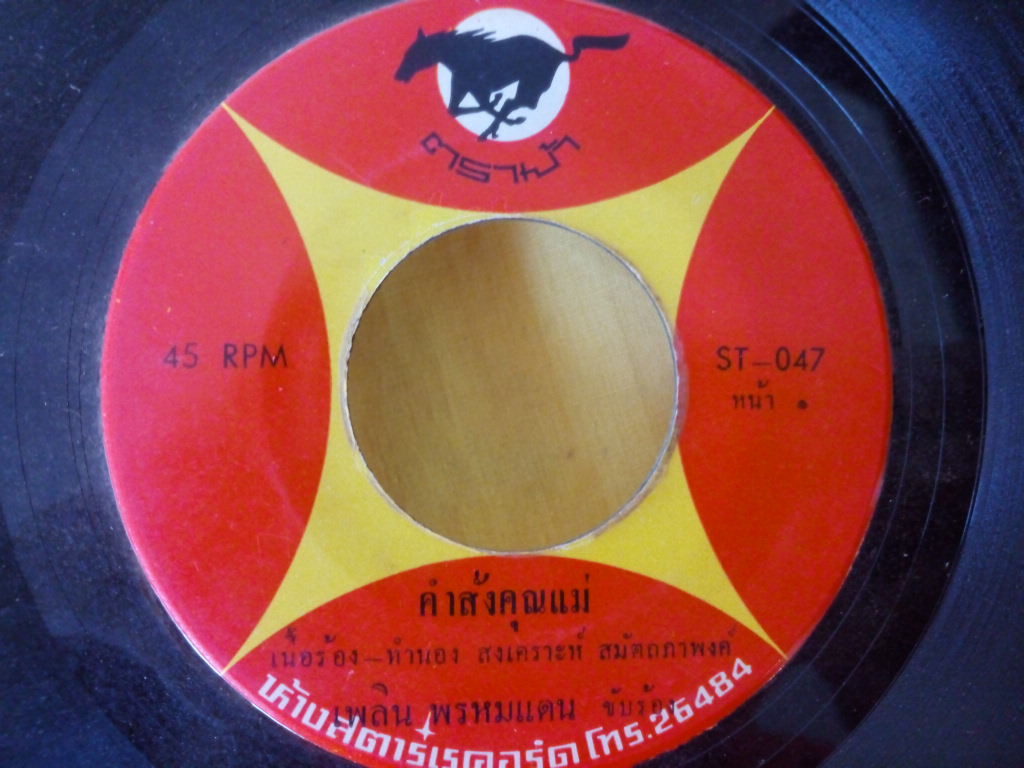 ตราม้า
45 RPM
ST-047
หน้า ๑
คำสั่งคุณแม่
เนื้อร้อง-ทำนอง สงเคราะห์ สมัตถภาพงศ์
เพลิน พรหมแดน ขับร้อง
ห้างสตาร์เรคอร์ด โทร.26484